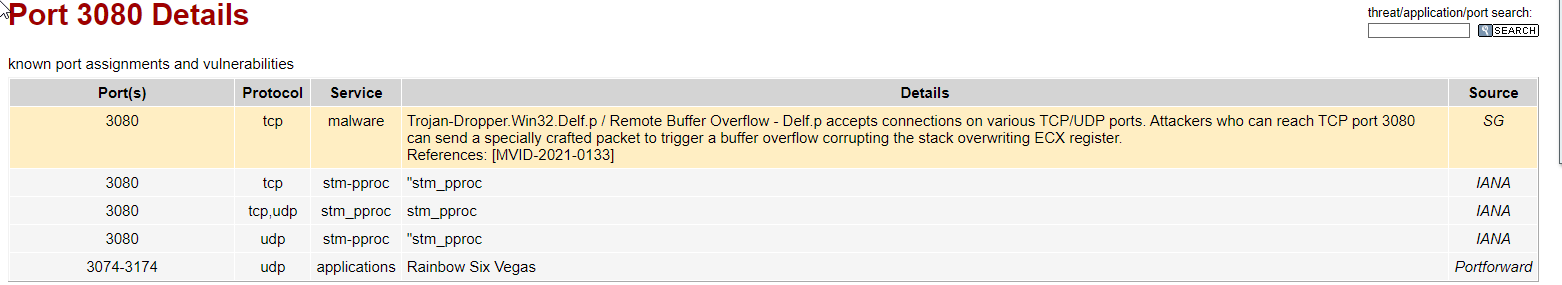 Port 3080 Details
threat/application/port search:
SEARCH
known port assignments and vulnerabilities
Port(s) Protocol Service Details Source
3080 tcp malware Trojan-Dropper.Win32.Delf.p / Remote Buffer Overflow - Delf.p accepts connections on various TCP/UDP ports. Attackers who can reach TCP port 3080 SG
can send a specially crafted packet to trigger a buffer overflow corrupting the stack overwriting ECX register.
References: [MVID-2021-0133]
3080 tcp stm-pproc "stm_pproc IANA
3080 tcp,udp stm_pproc stm_pproc IANA
3080 udp stm-pproc "stm_pproc IANA
3074-3174 udp applications Rainbow Six Vegas Portforward